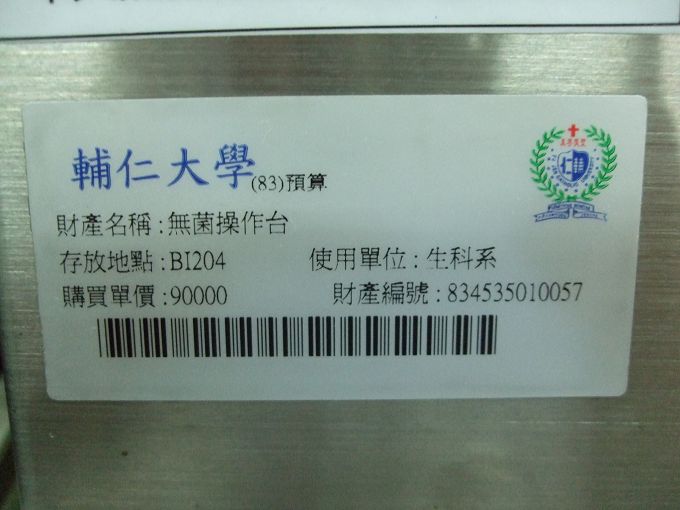 輔仁大學(83)預算
財產名稱:無菌操作台
存放地點:BI204 使用單位:生科系
購買單價:90000 財產編號:834535010057